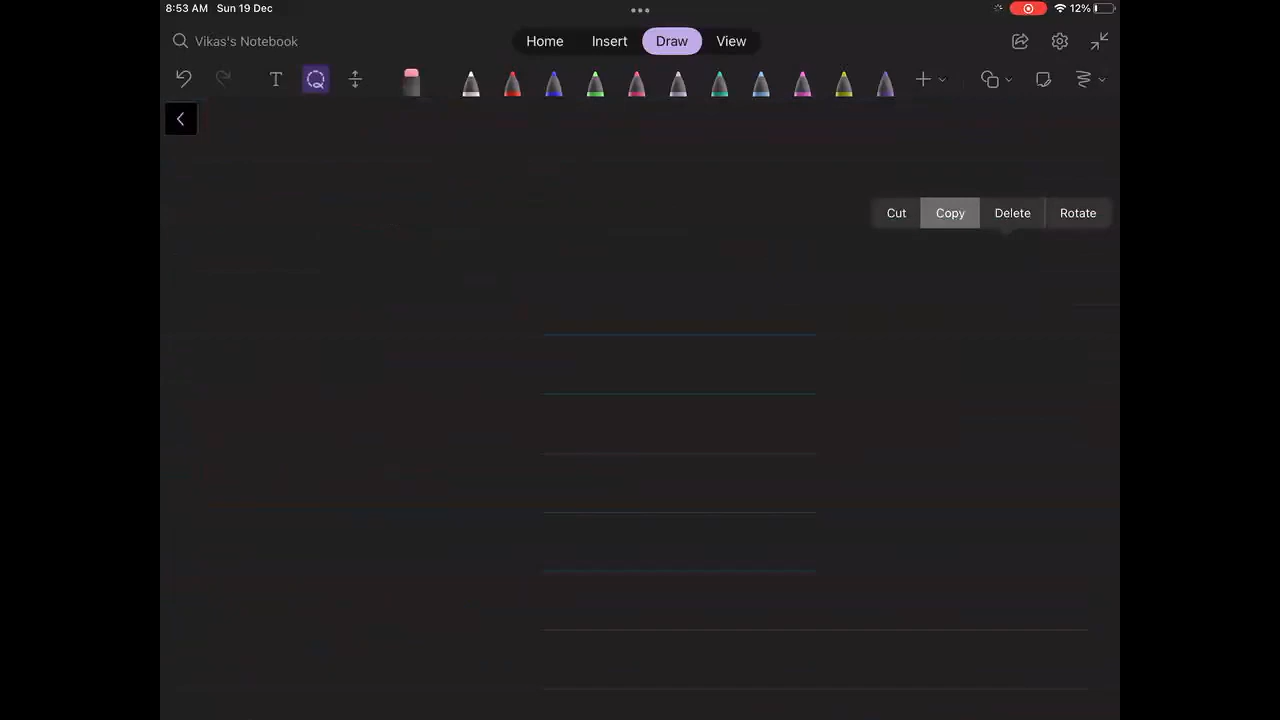 8:53 AM Sun 19 Dec
12%
Vikas's Notebook
Home Insert Draw View
T
Cut Copy Delete Rotate